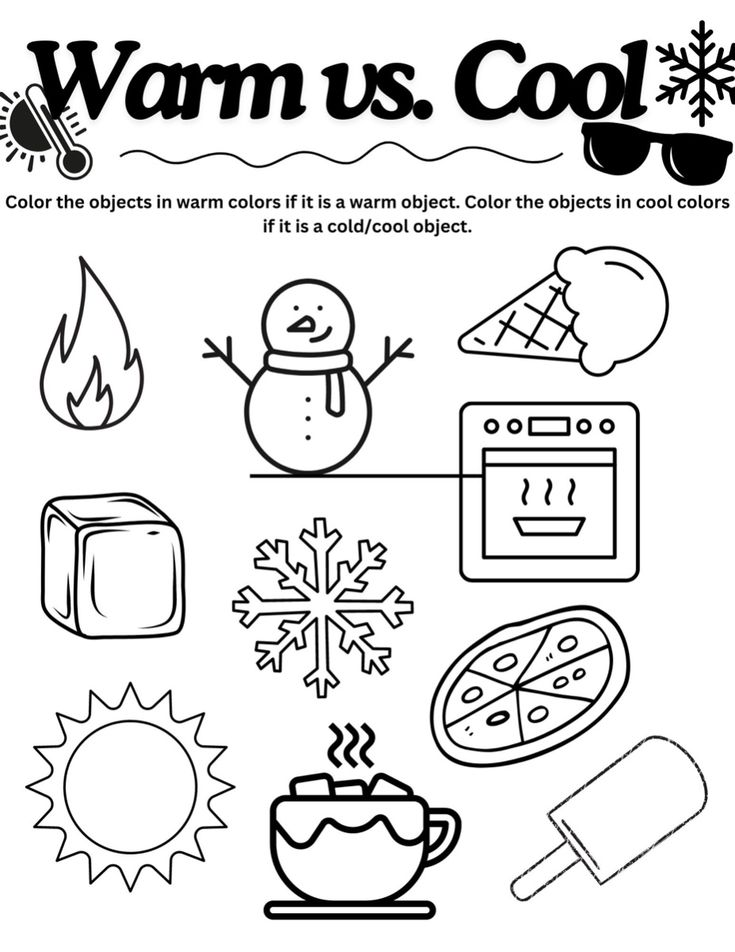 Warm vs. Cool
Color the objects in warm colors if it is a warm object. Color the objects in cool colors
if it is a cold/cool object.